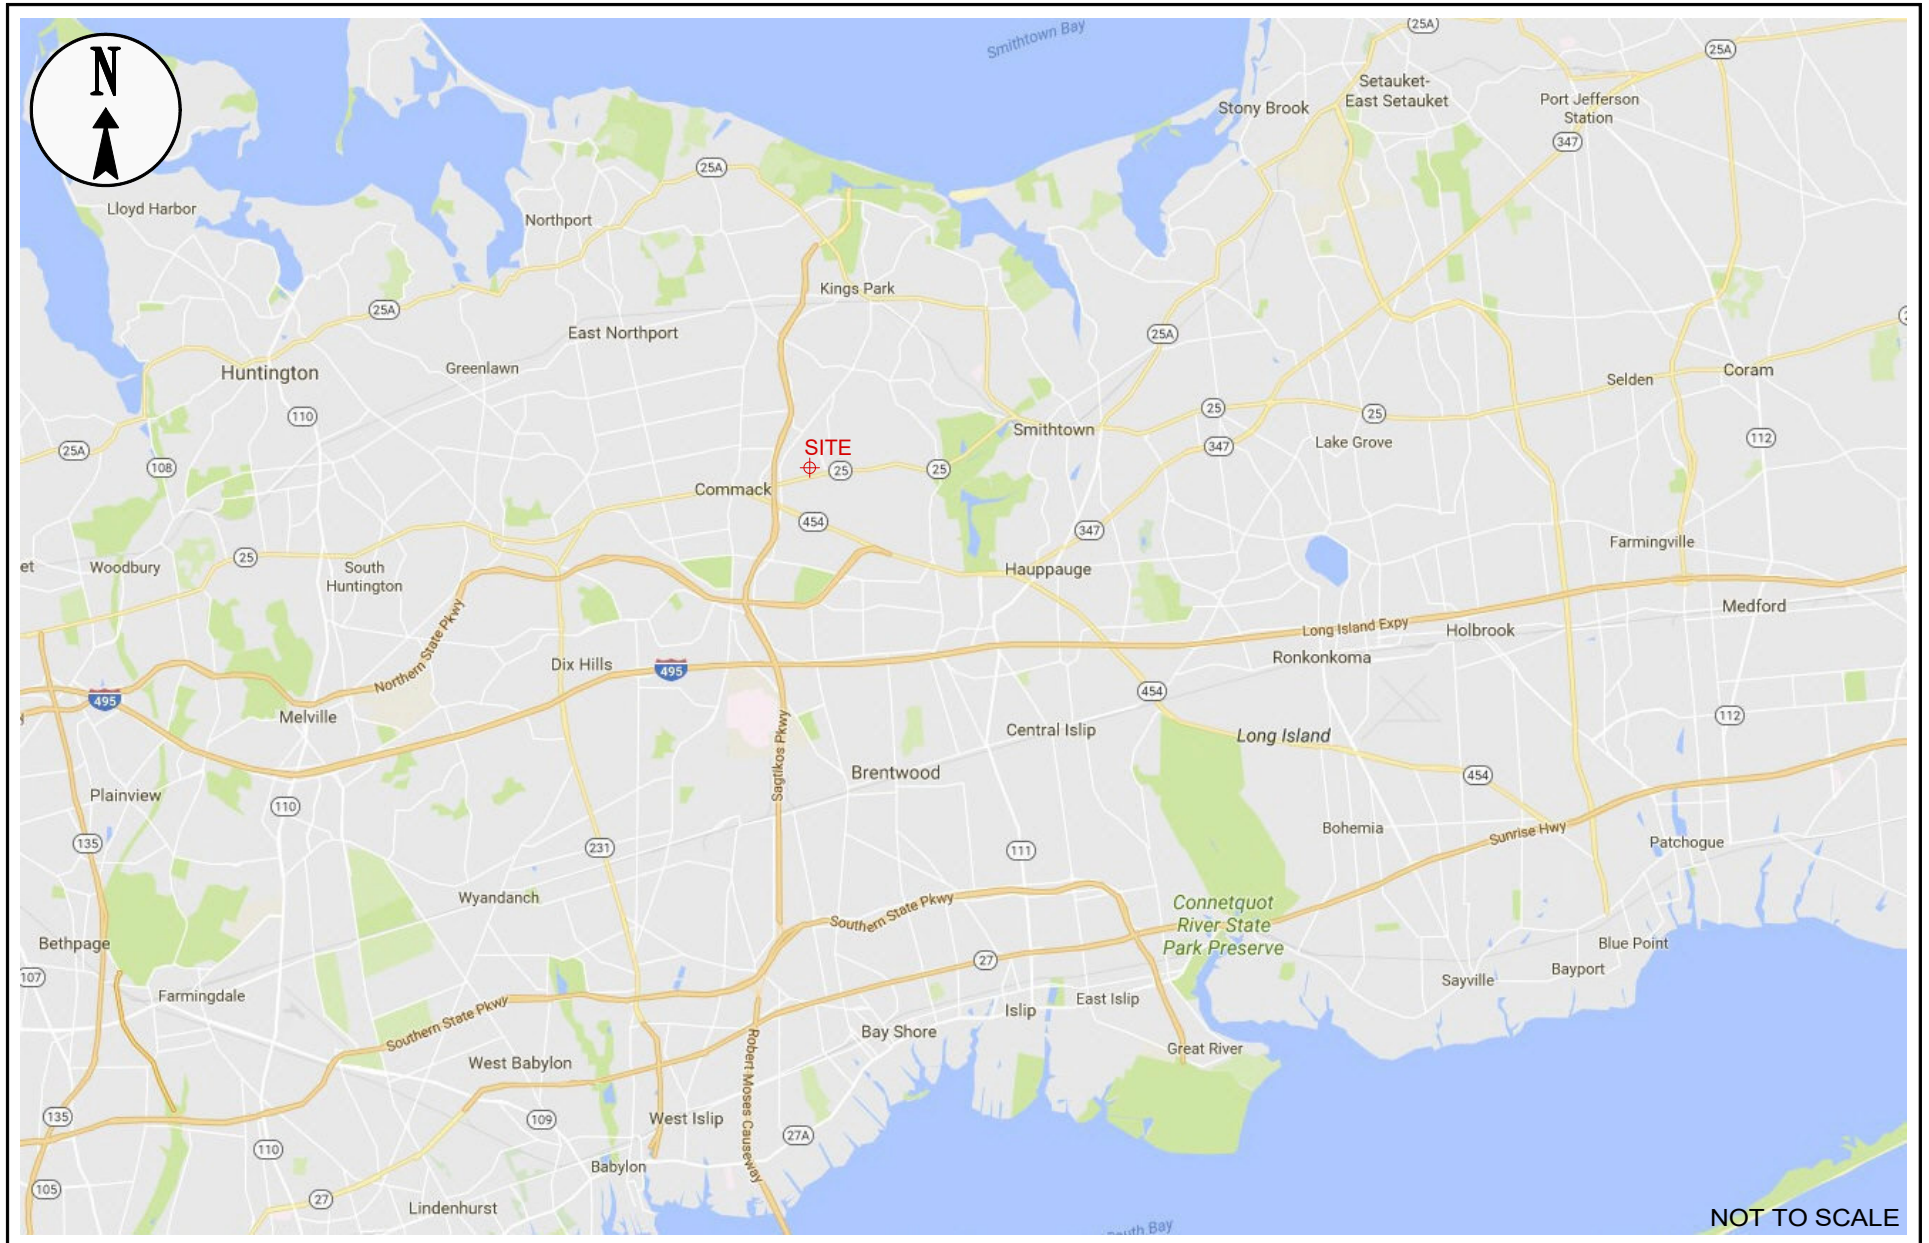 N
Smithtown Bay
25A
25A
Setauket-
East Setauket
Stony Brook
Port Jefferson
Station
347
25A
Lloyd Harbor
Northport
Kings Park
25A
East Northport
25A
Huntington
Greenlawn
Selden
Coram
110
25
25
Smithtown
347
Lake Grove
112
25A
108
SITE
25
25
Commack
454
347
25
et
Woodbury
South
Huntington
Hauppauge
Farmingville
Medford
Northern State Pkwy
Long Island Expy
Holbrook
Ronkonkoma
Dix Hills
495
495
454
Melville
112
Central Islip
Long Island
Sagtikos Pkwy
Brentwood
454
Plainview
110
Bohemia
Sunrise Hwy
Patchogue
135
231
111
Wyandanch
Southern State Pkwy
Connetquot
River State
Park Preserve
Bethpage
Blue Point
27
107
Bayport
Sayville
Farmingdale
Southern State Pkwy
East Islip
Islip
Bay Shore
Great River
West Babylon
Robert Moses Causeway
135
109
West Islip
27A
110
Babylon
105
27
Lindenhurst
South Bay
NOT TO SCALE